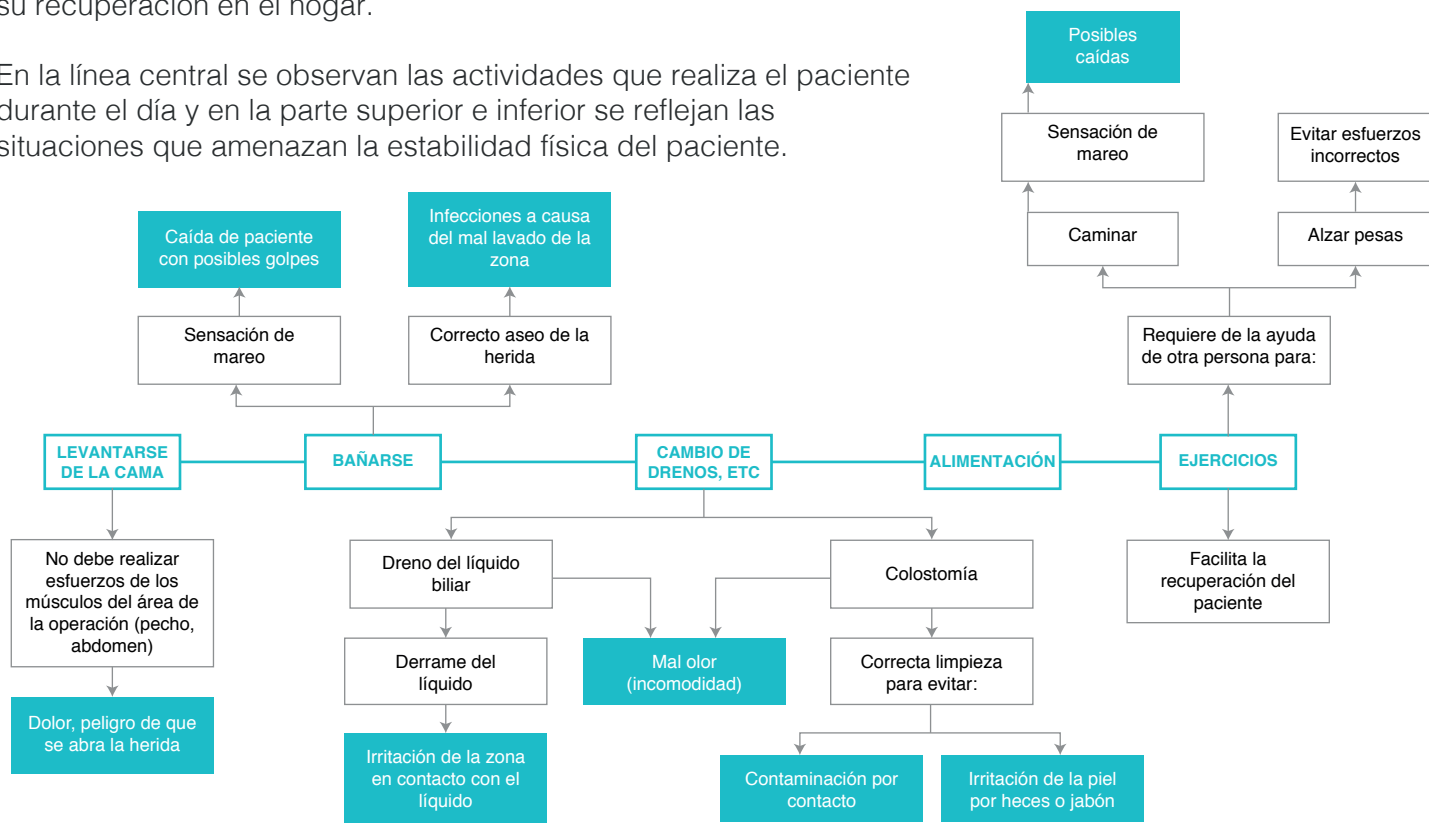 su recuperación en el hogar.
En la línea central se observan las actividades que realiza el paciente
durante el día y en la parte superior e inferior se reflejan las
situaciones que amenazan la estabilidad física del paciente.
Posibles
caídas
Sensación de
mareo
Evitar esfuerzos
incorrectos
Caminar
Alzar pesas
Requiere de la ayuda
de otra persona para:
Caída de paciente
con posibles golpes
Infecciones a causa
del mal lavado de la
zona
Sensación de
mareo
Correcto aseo de la
herida
LEVANTARSE
DE LA CAMA
BAÑARSE
CAMBIO DE
DRENOS, ETC
ALIMENTACIÓN
EJERCICIOS
No debe realizar
esfuerzos de los
músculos del área de
la operación (pecho,
abdomen)
Dolor, peligro de que
se abra la herida
Dreno del líquido
biliar
Derrame del
líquido
Irritación de la zona
en contacto con el
líquido
Mal olor
(incomodidad)
Colostomía
Correcta limpieza
para evitar:
Contaminación por
contacto
Irritación de la piel
por heces o jabón
Facilita la
recuperación del
paciente